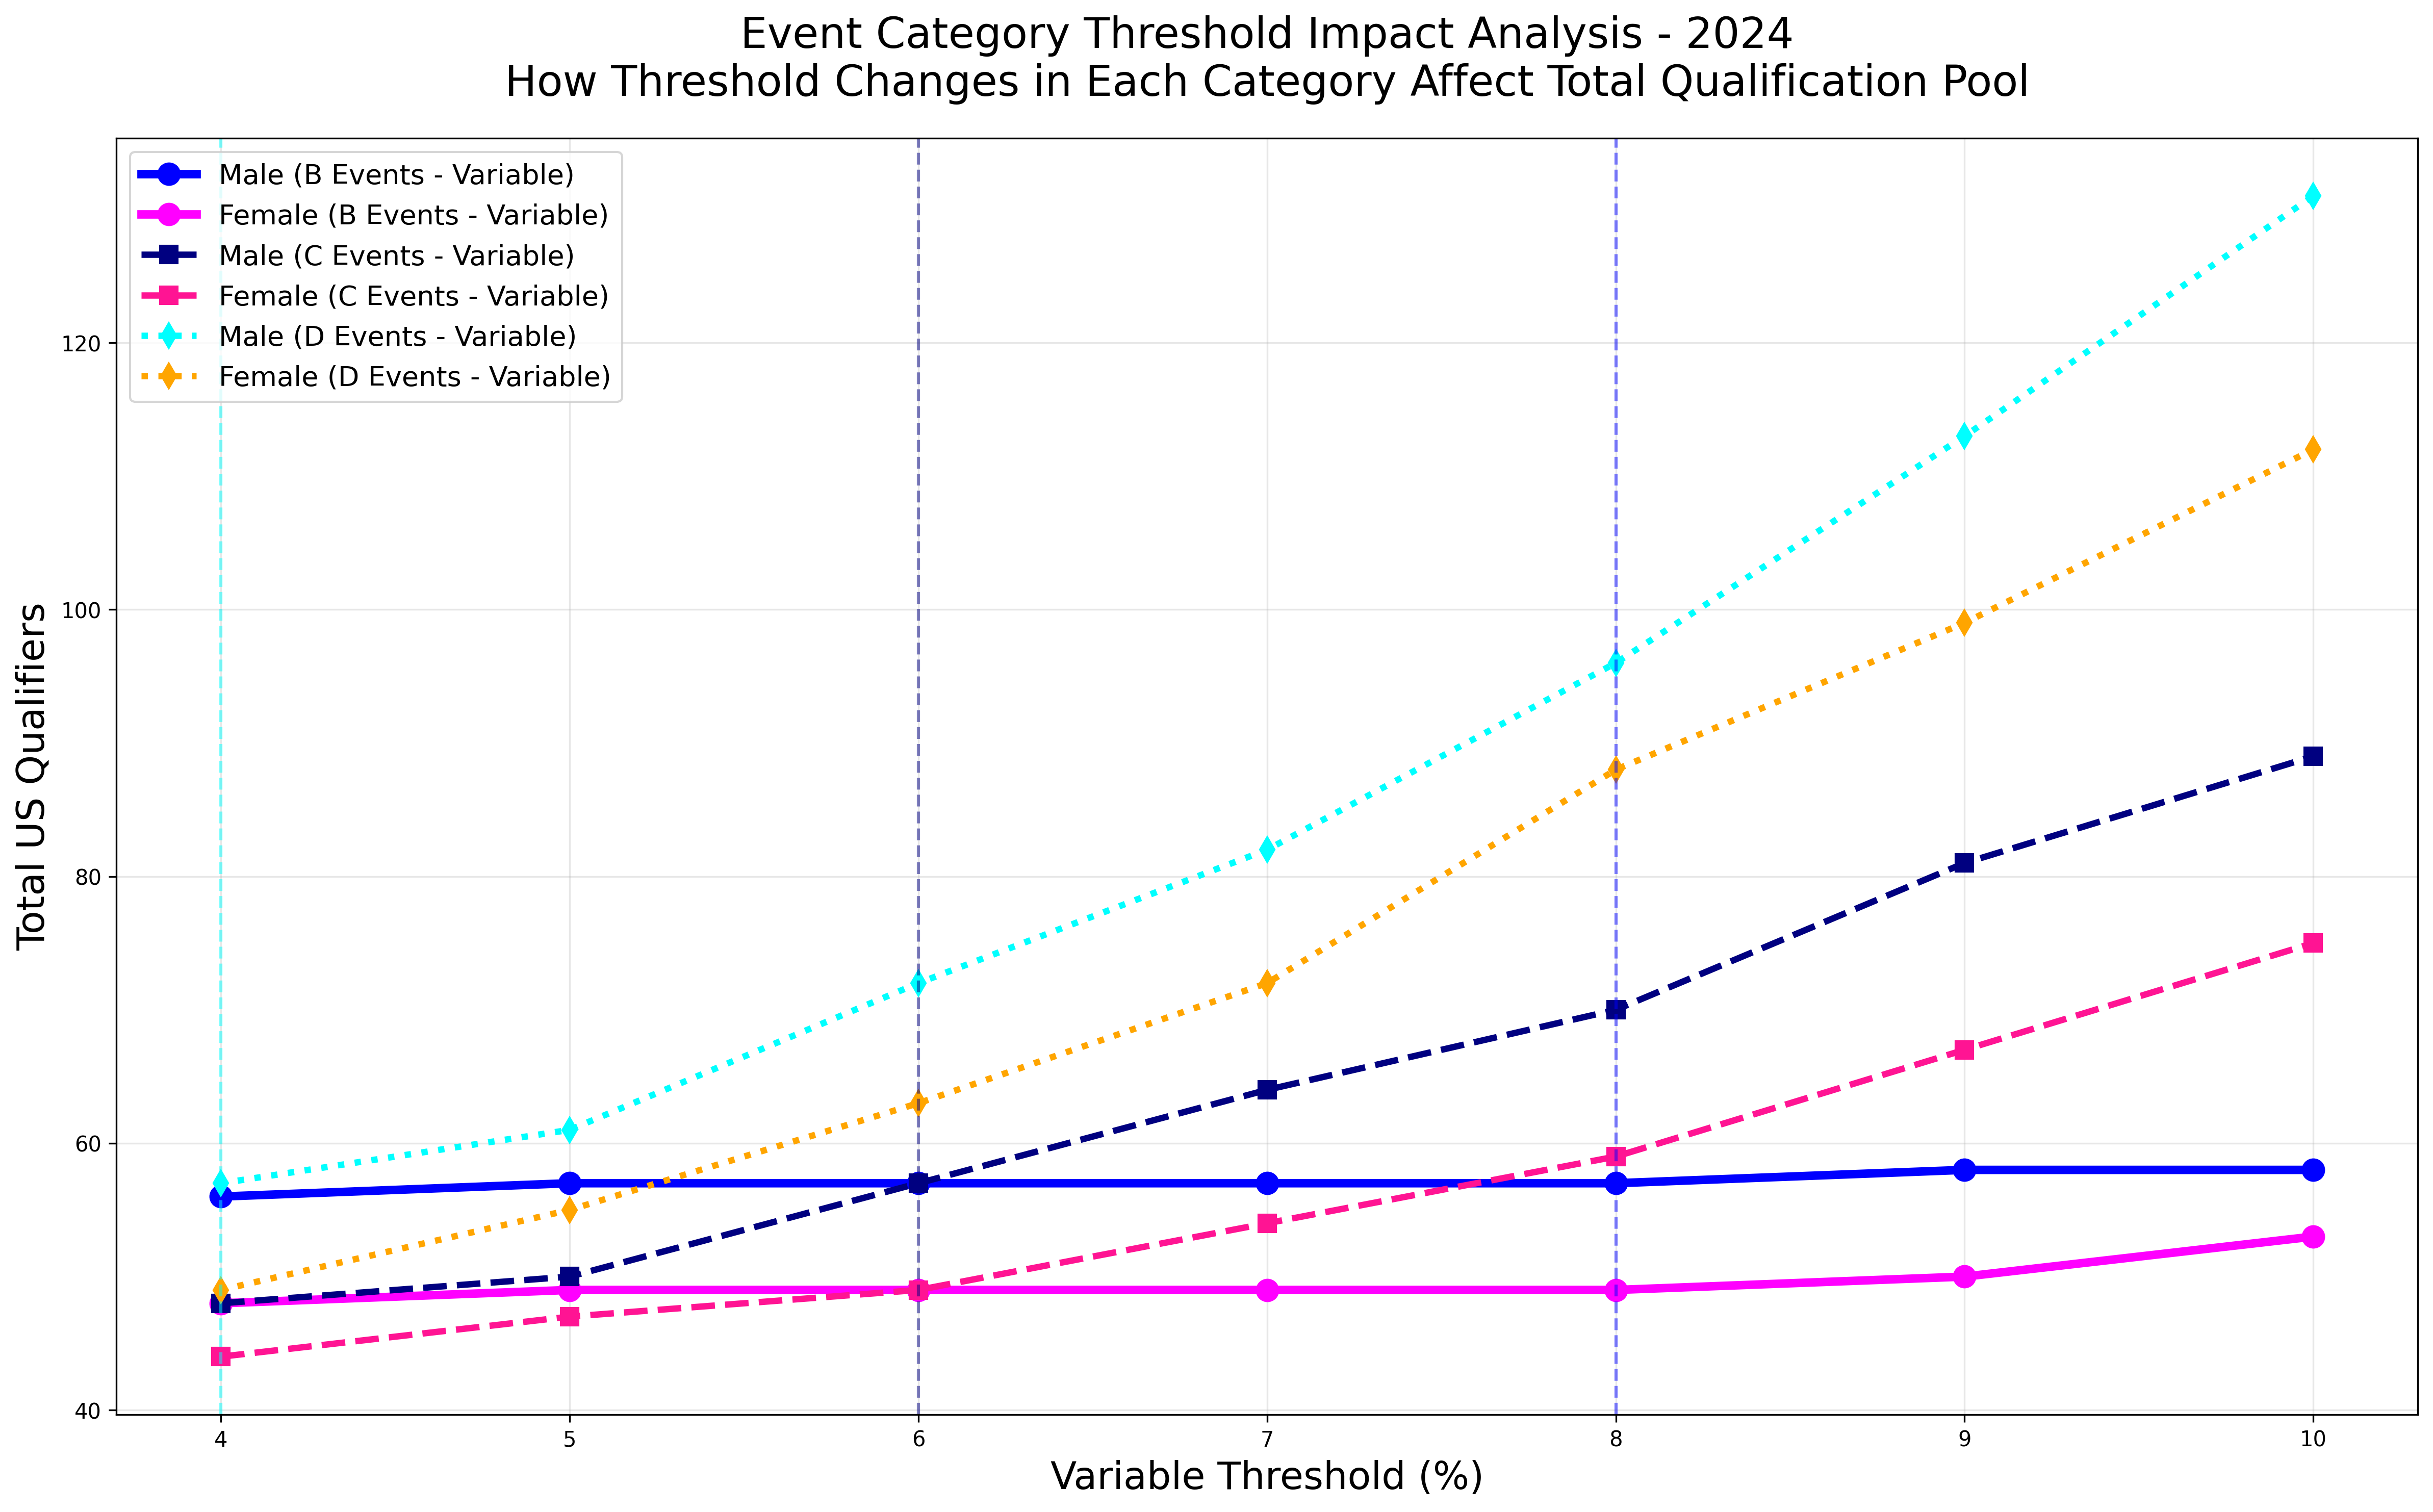 Event Category Threshold Impact Analysis - 2024
How Threshold Changes in Each Category Affect Total Qualification Pool
Male (B Events - Variable)
Female (B Events - Variable)
Male (C Events - Variable)
Female (C Events - Variable)
Male (D Events - Variable)
Female (D Events - Variable)
Total US Qualifiers
120
100
80
60
40
4 5 6 7 8 9 10
Variable Threshold (%)